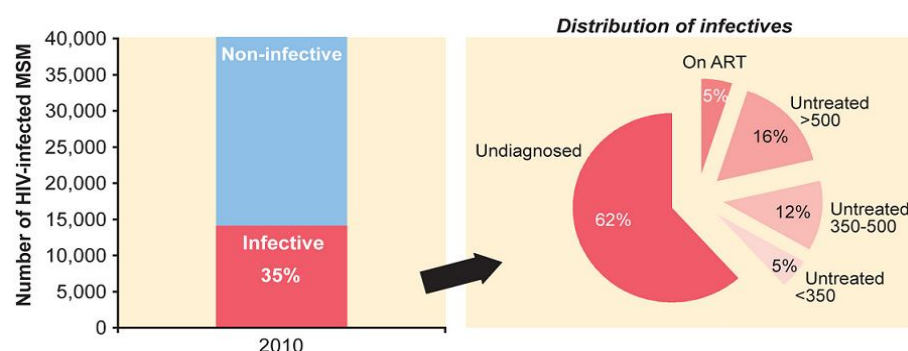 Number of HIV-infected MSM
40,000
35,000
30,000
25,000
20,000
15,000
10,000
5,000
0
Non-infective
Infective
35%
2010
Distribution of infectives
On ART
5%
Untreated
>500
16%
Undiagnosed
62%
12%
Untreated
350-500
5%
Untreated
<350